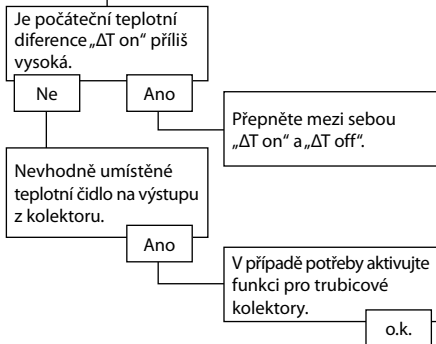 Je počáteční teplotní
diference „ΔT on“ příliš
vysoká.
Ne
Ano
Přepněte mezi sebou
„ΔT on“ a „ΔT off“.
Nevhodně umístěné
teplotní čidlo na výstupu
z kolektoru.
Ano
V případě potřeby aktivujte
funkci pro trubicové
kolektory.
o.k.